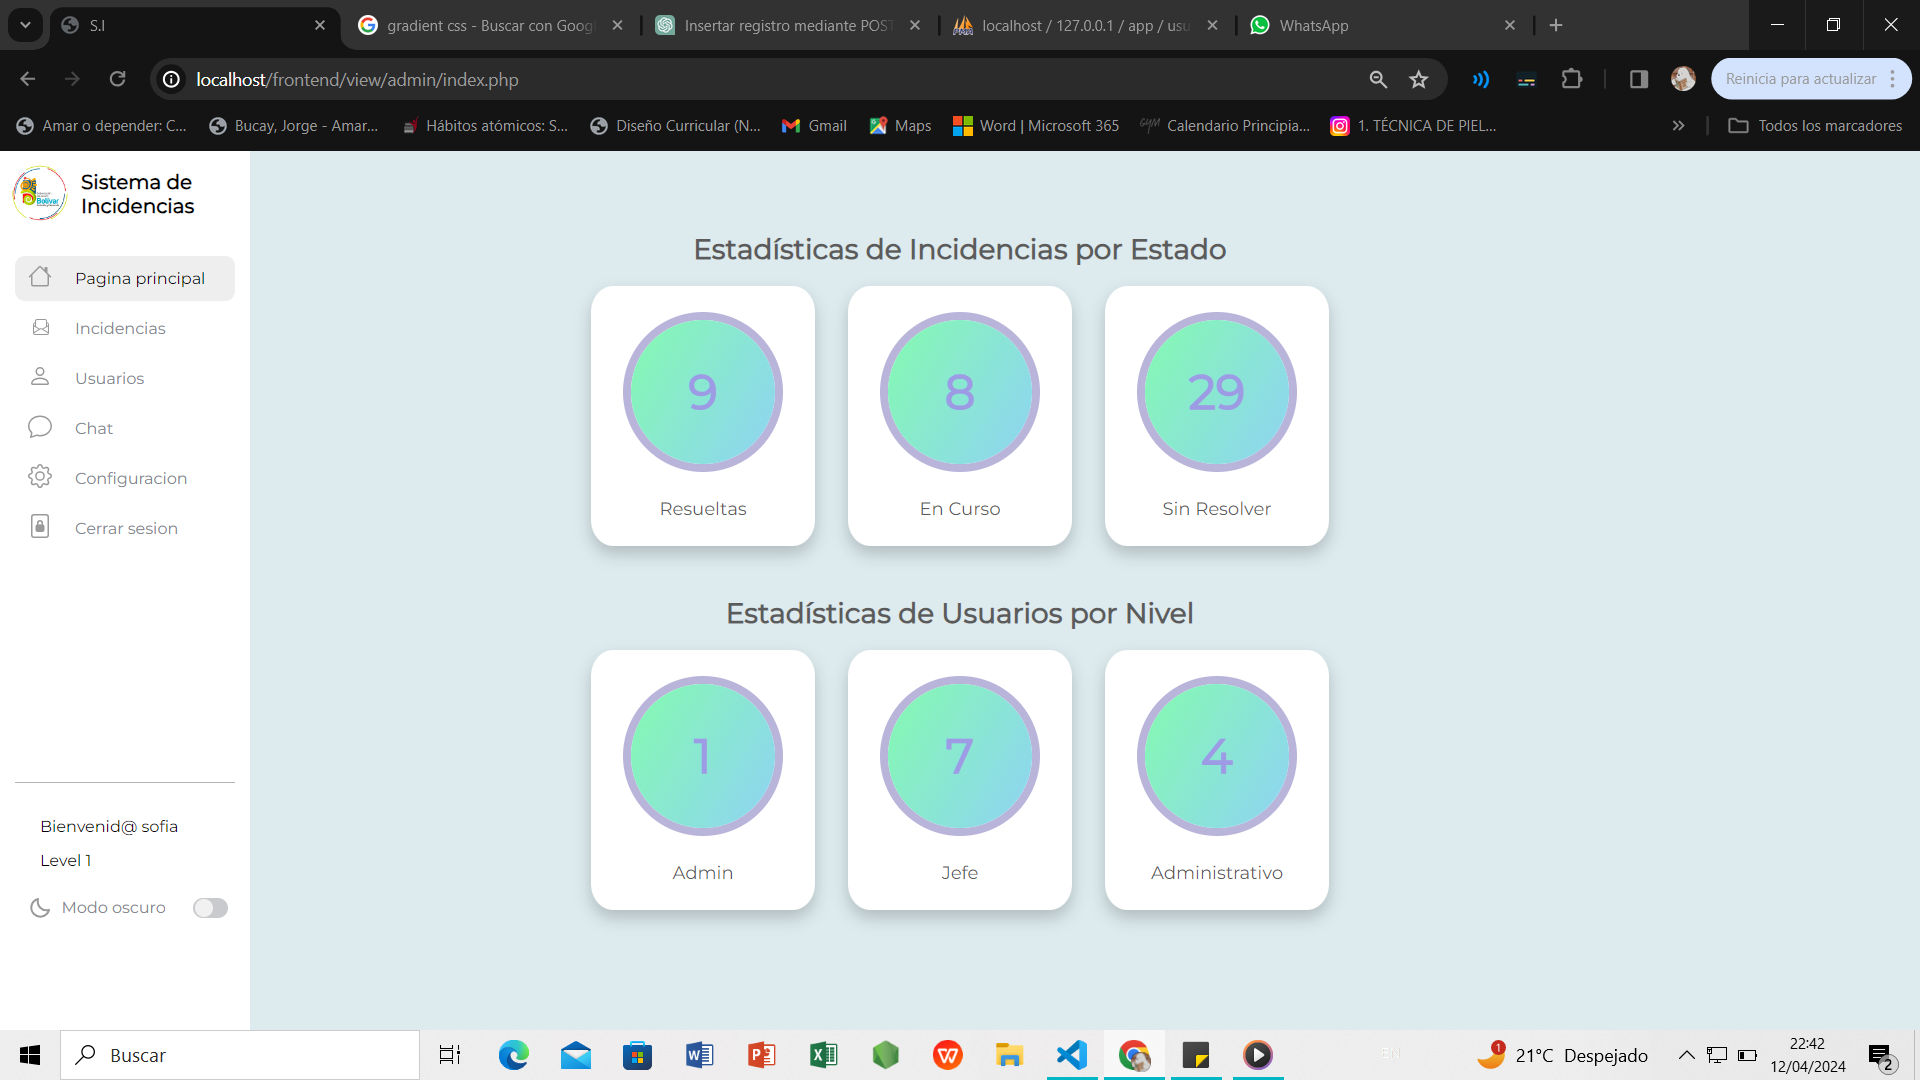 S.I
gradient css - Buscar con Goog
Insertar registro mediante POST
localhost / 127.0.0.1 / app / usu
WhatsApp
localhost/frontend/view/admin/index.php
Reinicia para actualizar
Amar o depender: C...
Bucay, Jorge - Amar...
Hábitos atómicos: S...
Diseño Curricular (N...
Gmail
Maps
Word | Microsoft 365
GYM
Calendario Principia...
1. TÉCNICA DE PIEL...
Todos los marcadores
Bolívar
Sistema de
Incidencias
Pagina principal
Incidencias
Usuarios
Chat
Configuracion
Cerrar sesion
Bienvenid@ sofia
Level 1
Modo oscuro
Estadísticas de Incidencias por Estado
9
8
29
Resueltas
En Curso
Sin Resolver
Estadísticas de Usuarios por Nivel
1
7
4
Admin
Jefe
Administrativo
Buscar
1
21°C Despejado
22:42
12/04/2024
2